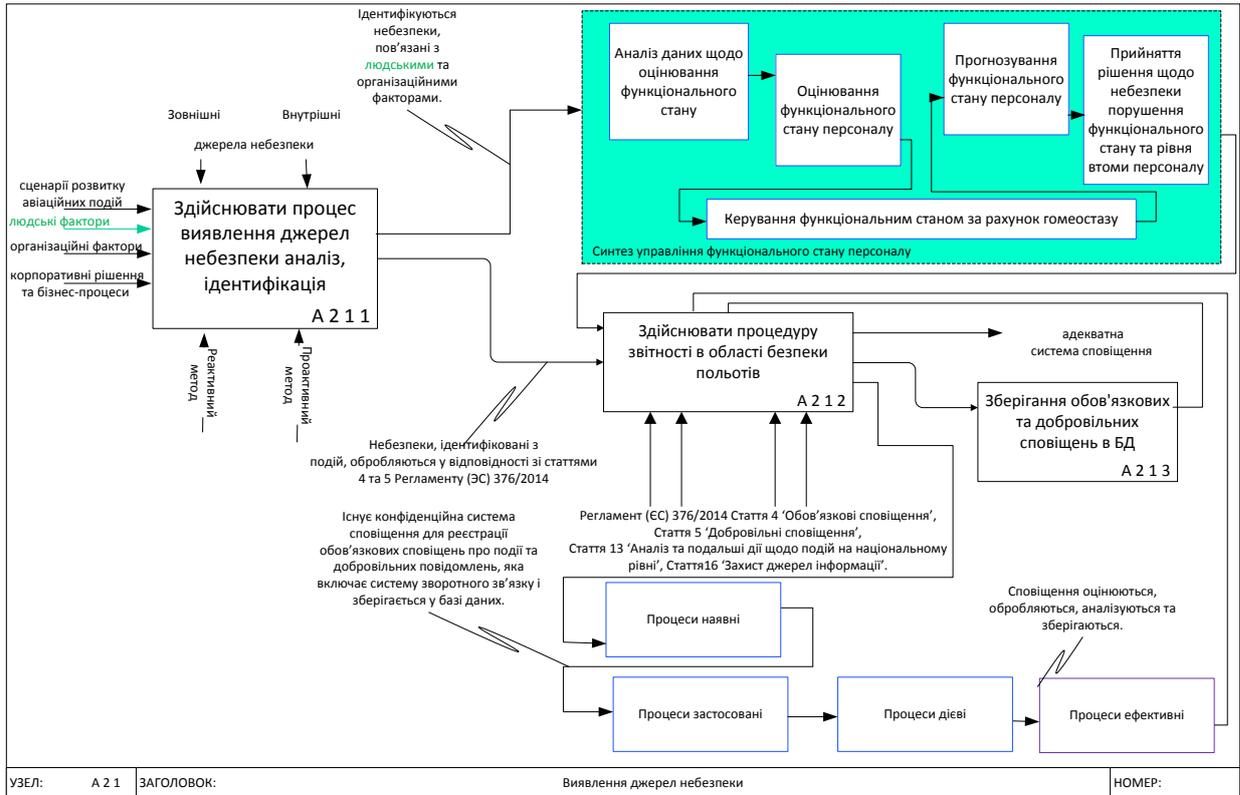 Ідентифікуються
небезпеки,
пов’язані з
людськими та
організаційними
факторами.
Зовнішні
Внутрішні
джерела небезпеки
сценарії розвитку
авіаційних подій
людські фактори
організаційні фактори
корпоративні рішення
та бізнес-процеси
Здійснювати процес
виявлення джерел
небезпеки аналіз,
ідентифікація
А 2 1 1
Реактивний
метод
Проактивний
метод
Аналіз даних щодо
оцінювання
функціонального
стану
Оцінювання
функціонального
стану персоналу
Прогнозування
функціонального
стану персоналу
Прийняття
рішення щодо
небезпеки
порушення
функціонального
стану та рівня
втоми персоналу
Керування функціональним станом за рахунок гомеостазу
Синтез управління функціонального стану персоналу
Здійснювати процедуру
звітності в області безпеки
польотів
А 2 1 2
адекватна
система сповіщення
Зберігання обов'язкових
та добровільних
сповіщень в БД
А 2 1 3
Небезпеки, ідентифіковані з
подій, обробляються у відповідності зі статтями
4 та 5 Регламенту (ЭС) 376/2014
Регламент (ЄС) 376/2014 Стаття 4 ‘Обов’язкові сповіщення’,
Стаття 5 ‘Добровільні сповіщення’,
Стаття 13 ‘Аналіз та подальші дії щодо подій на національному
рівні’, Стаття16 ‘Захист джерел інформації’.
Існує конфіденційна система
сповіщення для реєстрації
обов’язкових сповіщень про події та
добровільних повідомлень, яка
включає систему зворотного зв’язку і
зберігається у базі даних.
Процеси наявні
Сповіщення оцінюються,
обробляються, аналізуються та
зберігаються.
Процеси застосовані
Процеси дієві
Процеси ефективні
УЗЕЛ:
А 2 1
ЗАГОЛОВОК:
Виявлення джерел небезпеки
НОМЕР: